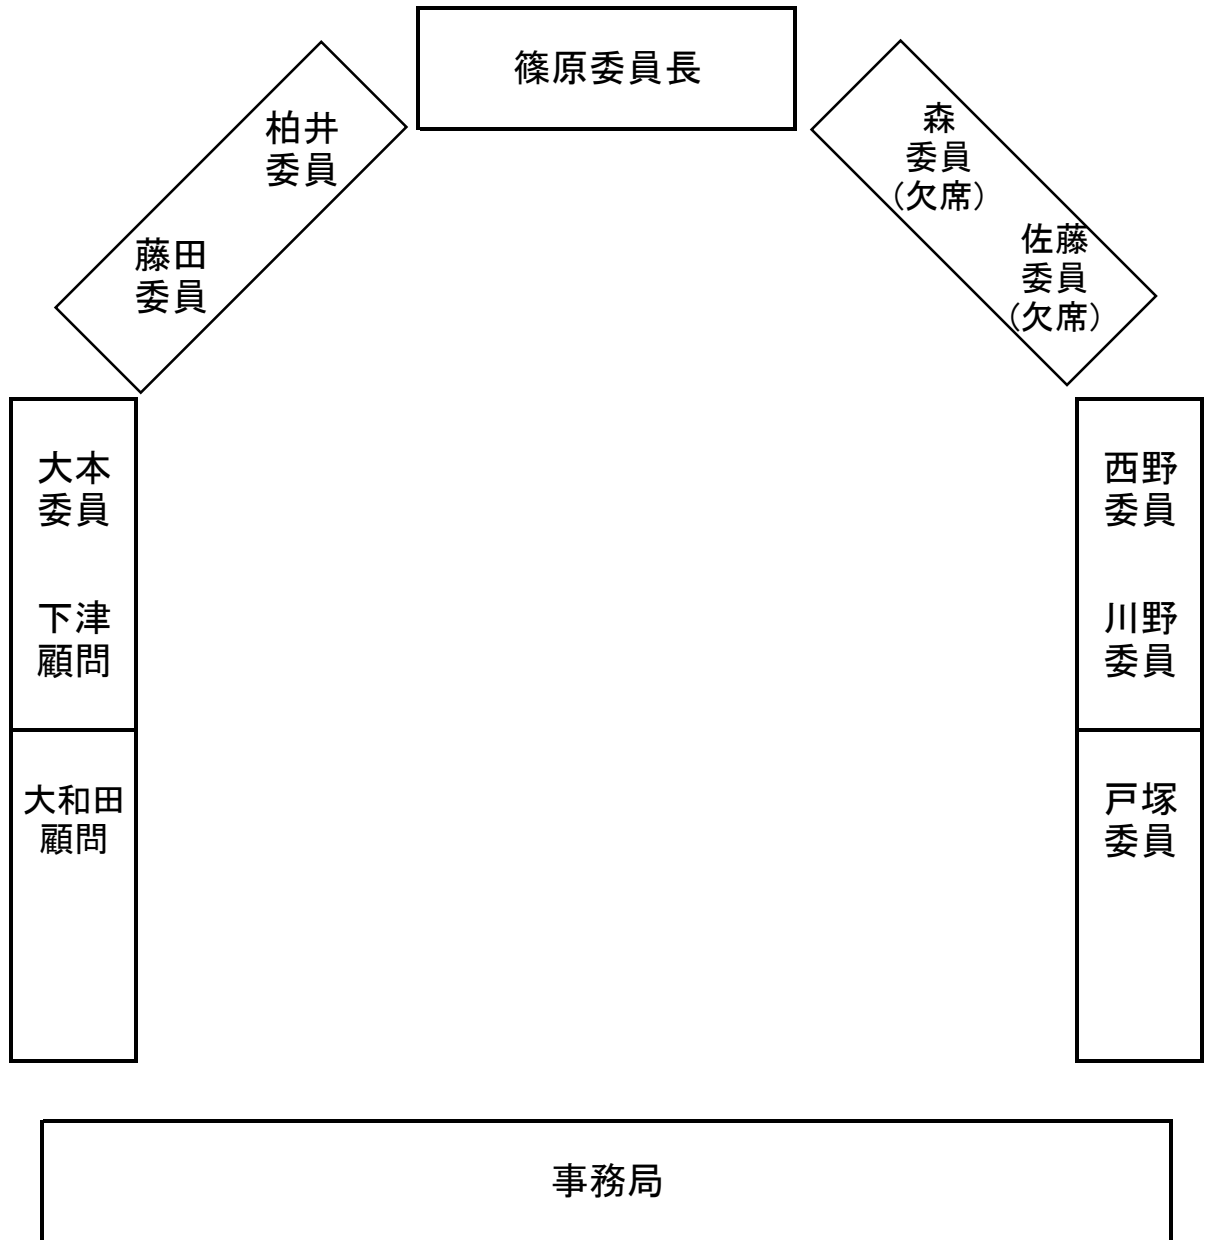 篠原委員長
柏井
委員
藤田
委員
森
委員
（欠席）
佐藤
委員
（欠席）
大本
委員
下津
顧問
大和田
顧問
西野
委員
川野
委員
戸塚
委員
事務局